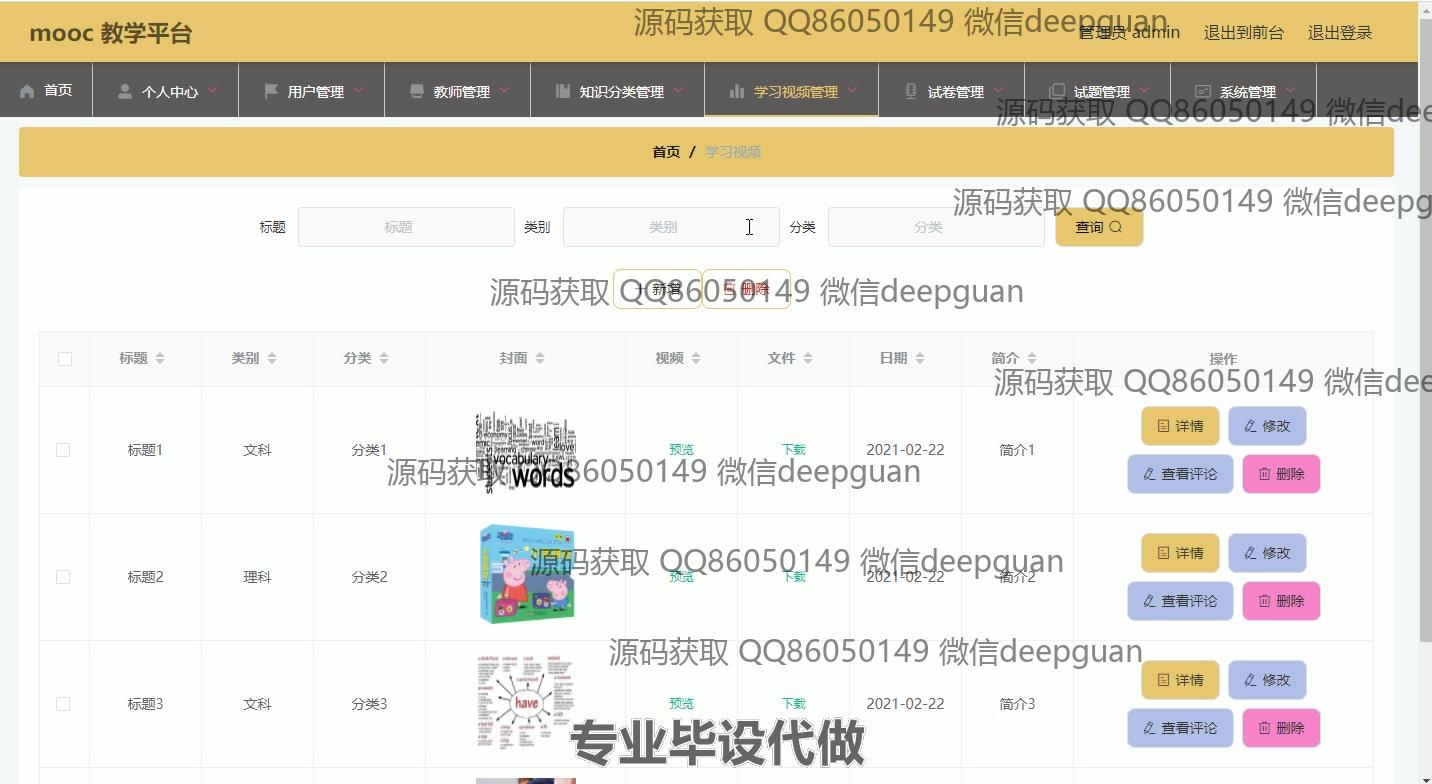 mooc 教学平台
源码获取 QQ86050149 微信deepguan
管理员 admin 退出到前台 退出登录
首页 个人中心 用户管理 教师管理 知识分类管理 学习视频管理 试卷管理 试题管理 系统管理
源码获取 QQ86050149 微信dee
首页 / 学习视频
源码获取 QQ86050149 微信deepg
标题 标题 类别 类别 分类 分类 查询
+ 新增 删除
源码获取 QQ86050149 微信deepguan
标题 类别 分类 封面 视频 文件 日期 简介 操作
源码获取 QQ86050149 微信dee
标题1 文科 分类1 预览 下载 2021-02-22 简介1 详情 修改
vocabulary
words
查看评论 删除
源码获取 QQ86050149 微信deepguan
标题2 理科 分类2 预览 下载 2021-02-22 简介2 详情 修改
查看评论 删除
源码获取 QQ86050149 微信deepguan
源码获取 QQ86050149 微信deepguan
标题3 文科 分类3 have 预览 下载 2021-02-22 简介3 详情 修改
查看评论 删除
专业毕设代做